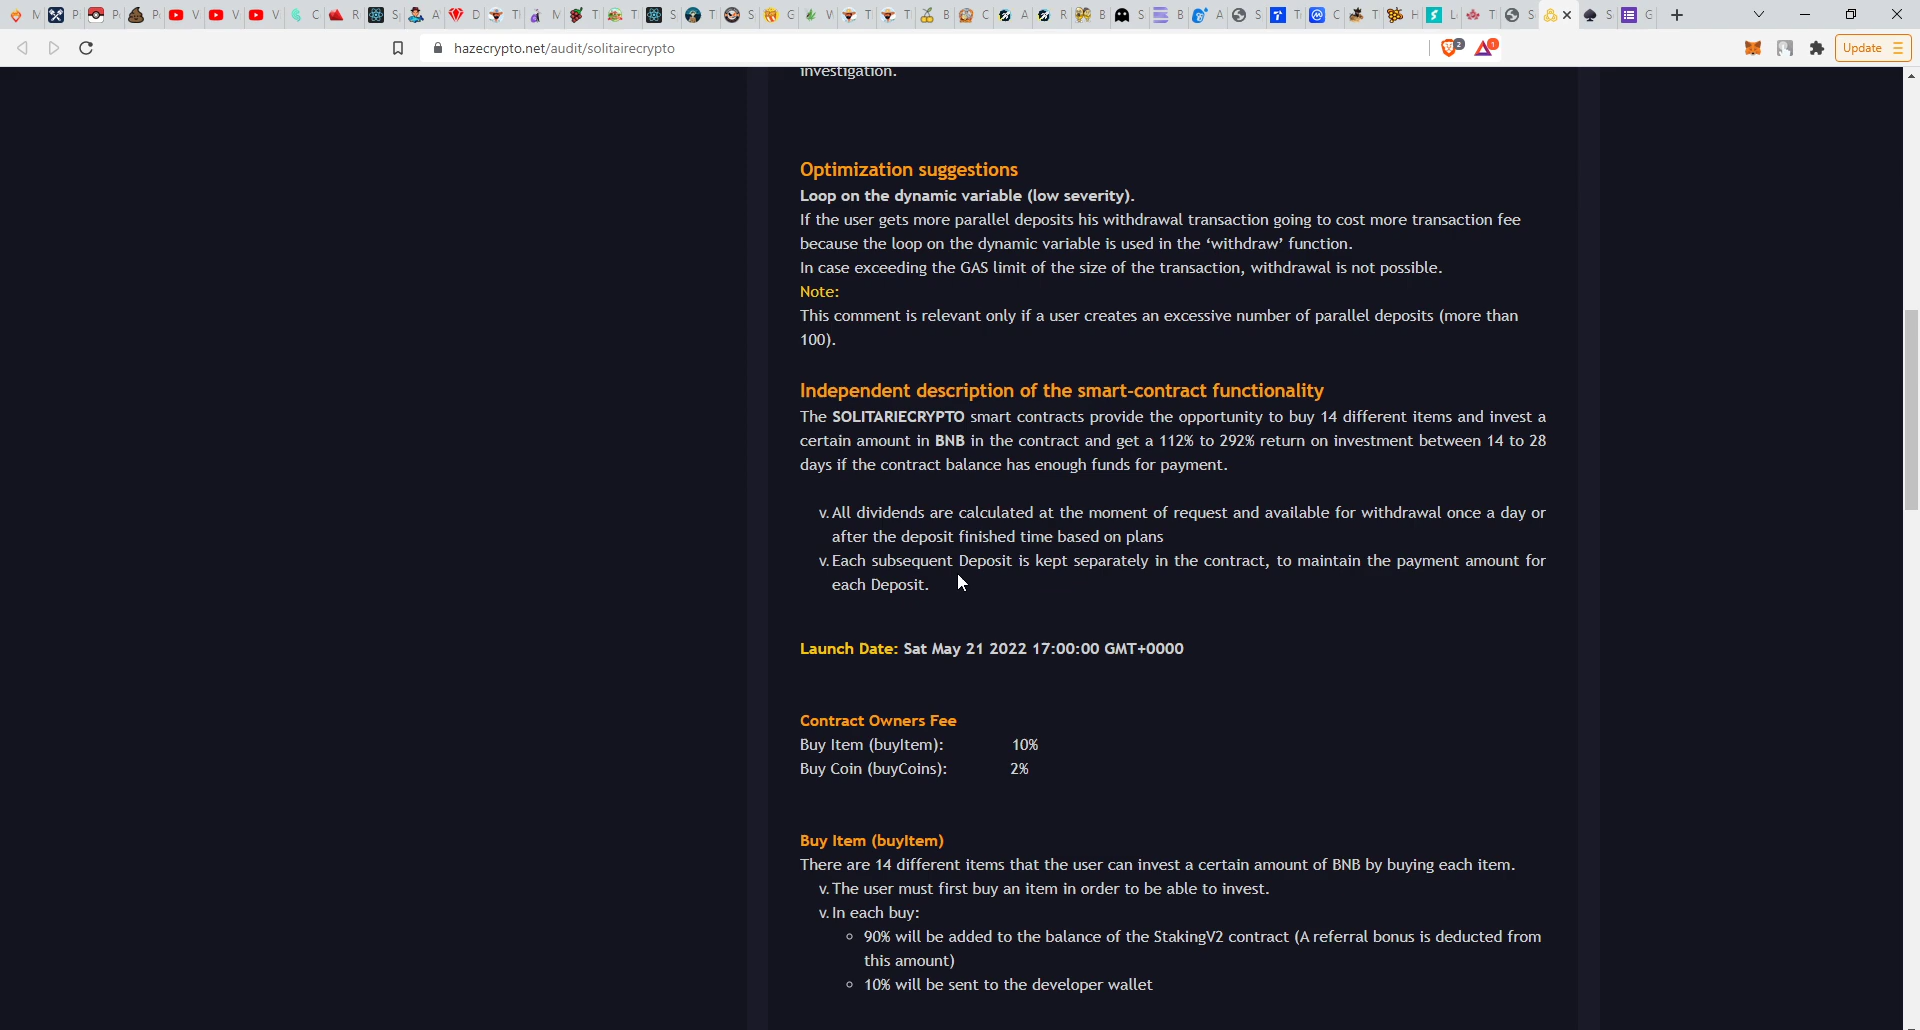 hazecrypto.net/audit/solitairecrypto
2
1
Update
investigation.
Optimization suggestions
Loop on the dynamic variable (low severity).
If the user gets more parallel deposits his withdrawal transaction going to cost more transaction fee
because the loop on the dynamic variable is used in the ‘withdraw’ function.
In case exceeding the GAS limit of the size of the transaction, withdrawal is not possible.
Note:
This comment is relevant only if a user creates an excessive number of parallel deposits (more than
100).
Independent description of the smart-contract functionality
The SOLITARIECRYPTO smart contracts provide the opportunity to buy 14 different items and invest a
certain amount in BNB in the contract and get a 112% to 292% return on investment between 14 to 28
days if the contract balance has enough funds for payment.
v. All dividends are calculated at the moment of request and available for withdrawal once a day or
after the deposit finished time based on plans
v. Each subsequent Deposit is kept separately in the contract, to maintain the payment amount for
each Deposit.
Launch Date: Sat May 21 2022 17:00:00 GMT+0000
Contract Owners Fee
Buy Item (buyItem): 10%
Buy Coin (buyCoins): 2%
Buy Item (buyItem)
There are 14 different items that the user can invest a certain amount of BNB by buying each item.
v. The user must first buy an item in order to be able to invest.
v. In each buy:
90% will be added to the balance of the StakingV2 contract (A referral bonus is deducted from
this amount)
10% will be sent to the developer wallet